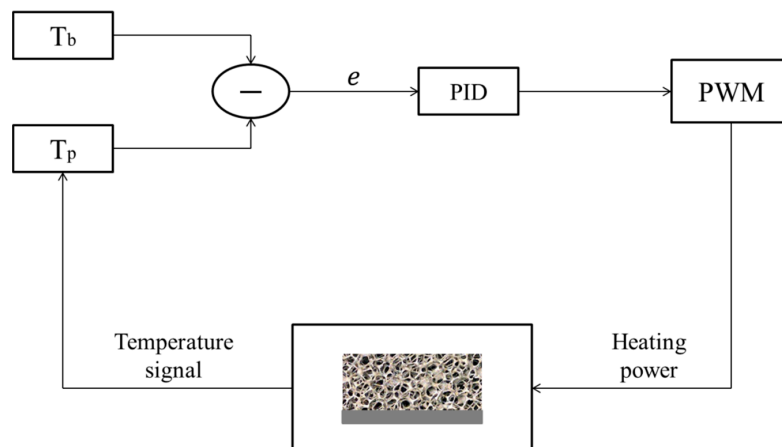 Tb
−
e
PID
PWM
Tp
Temperature
signal
Heating
power